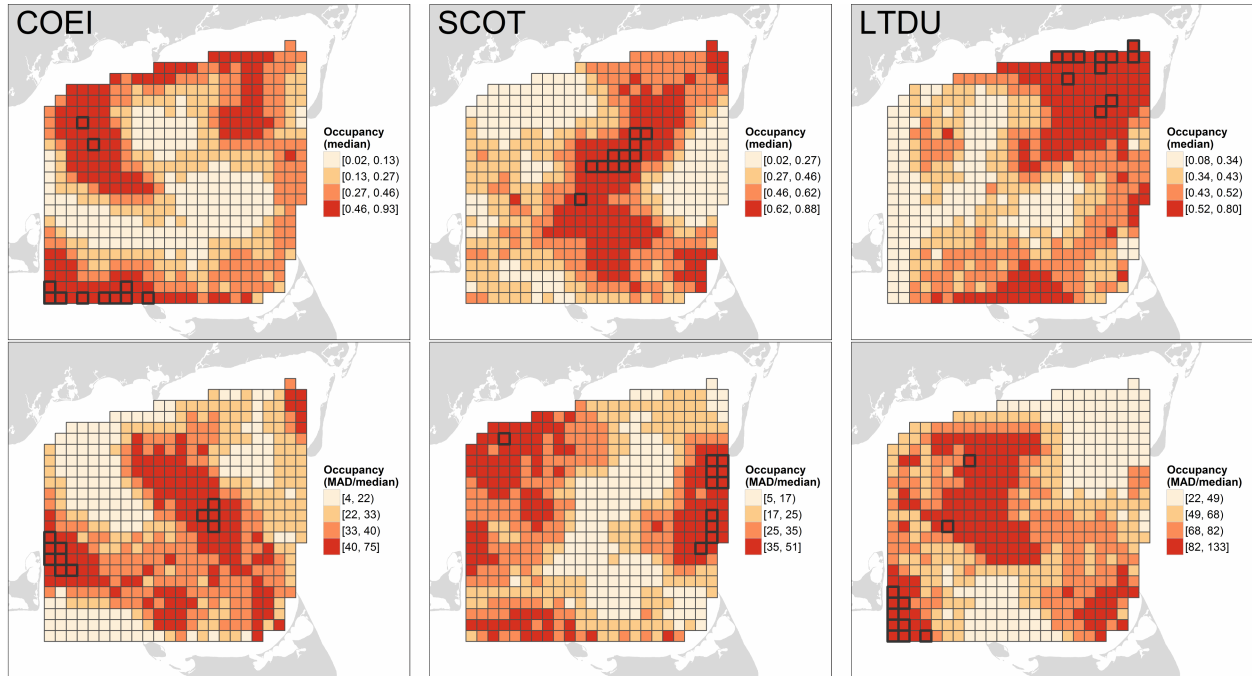 COEI
SCOT
LTDU
Occupancy
(median)
[0.02, 0.13)
[0.13, 0.27)
[0.27, 0.46)
[0.46, 0.93]
Occupancy
(median)
[0.02, 0.27)
[0.27, 0.46)
[0.46, 0.62)
[0.62, 0.88]
Occupancy
(median)
[0.08, 0.34)
[0.34, 0.43)
[0.43, 0.52)
[0.52, 0.80]
Occupancy
(MAD/median)
[4, 22)
[22, 33)
[33, 40)
[40, 75]
Occupancy
(MAD/median)
[5, 17)
[17, 25)
[25, 35)
[35, 51]
Occupancy
(MAD/median)
[22, 49)
[49, 68)
[68, 82)
[82, 133]